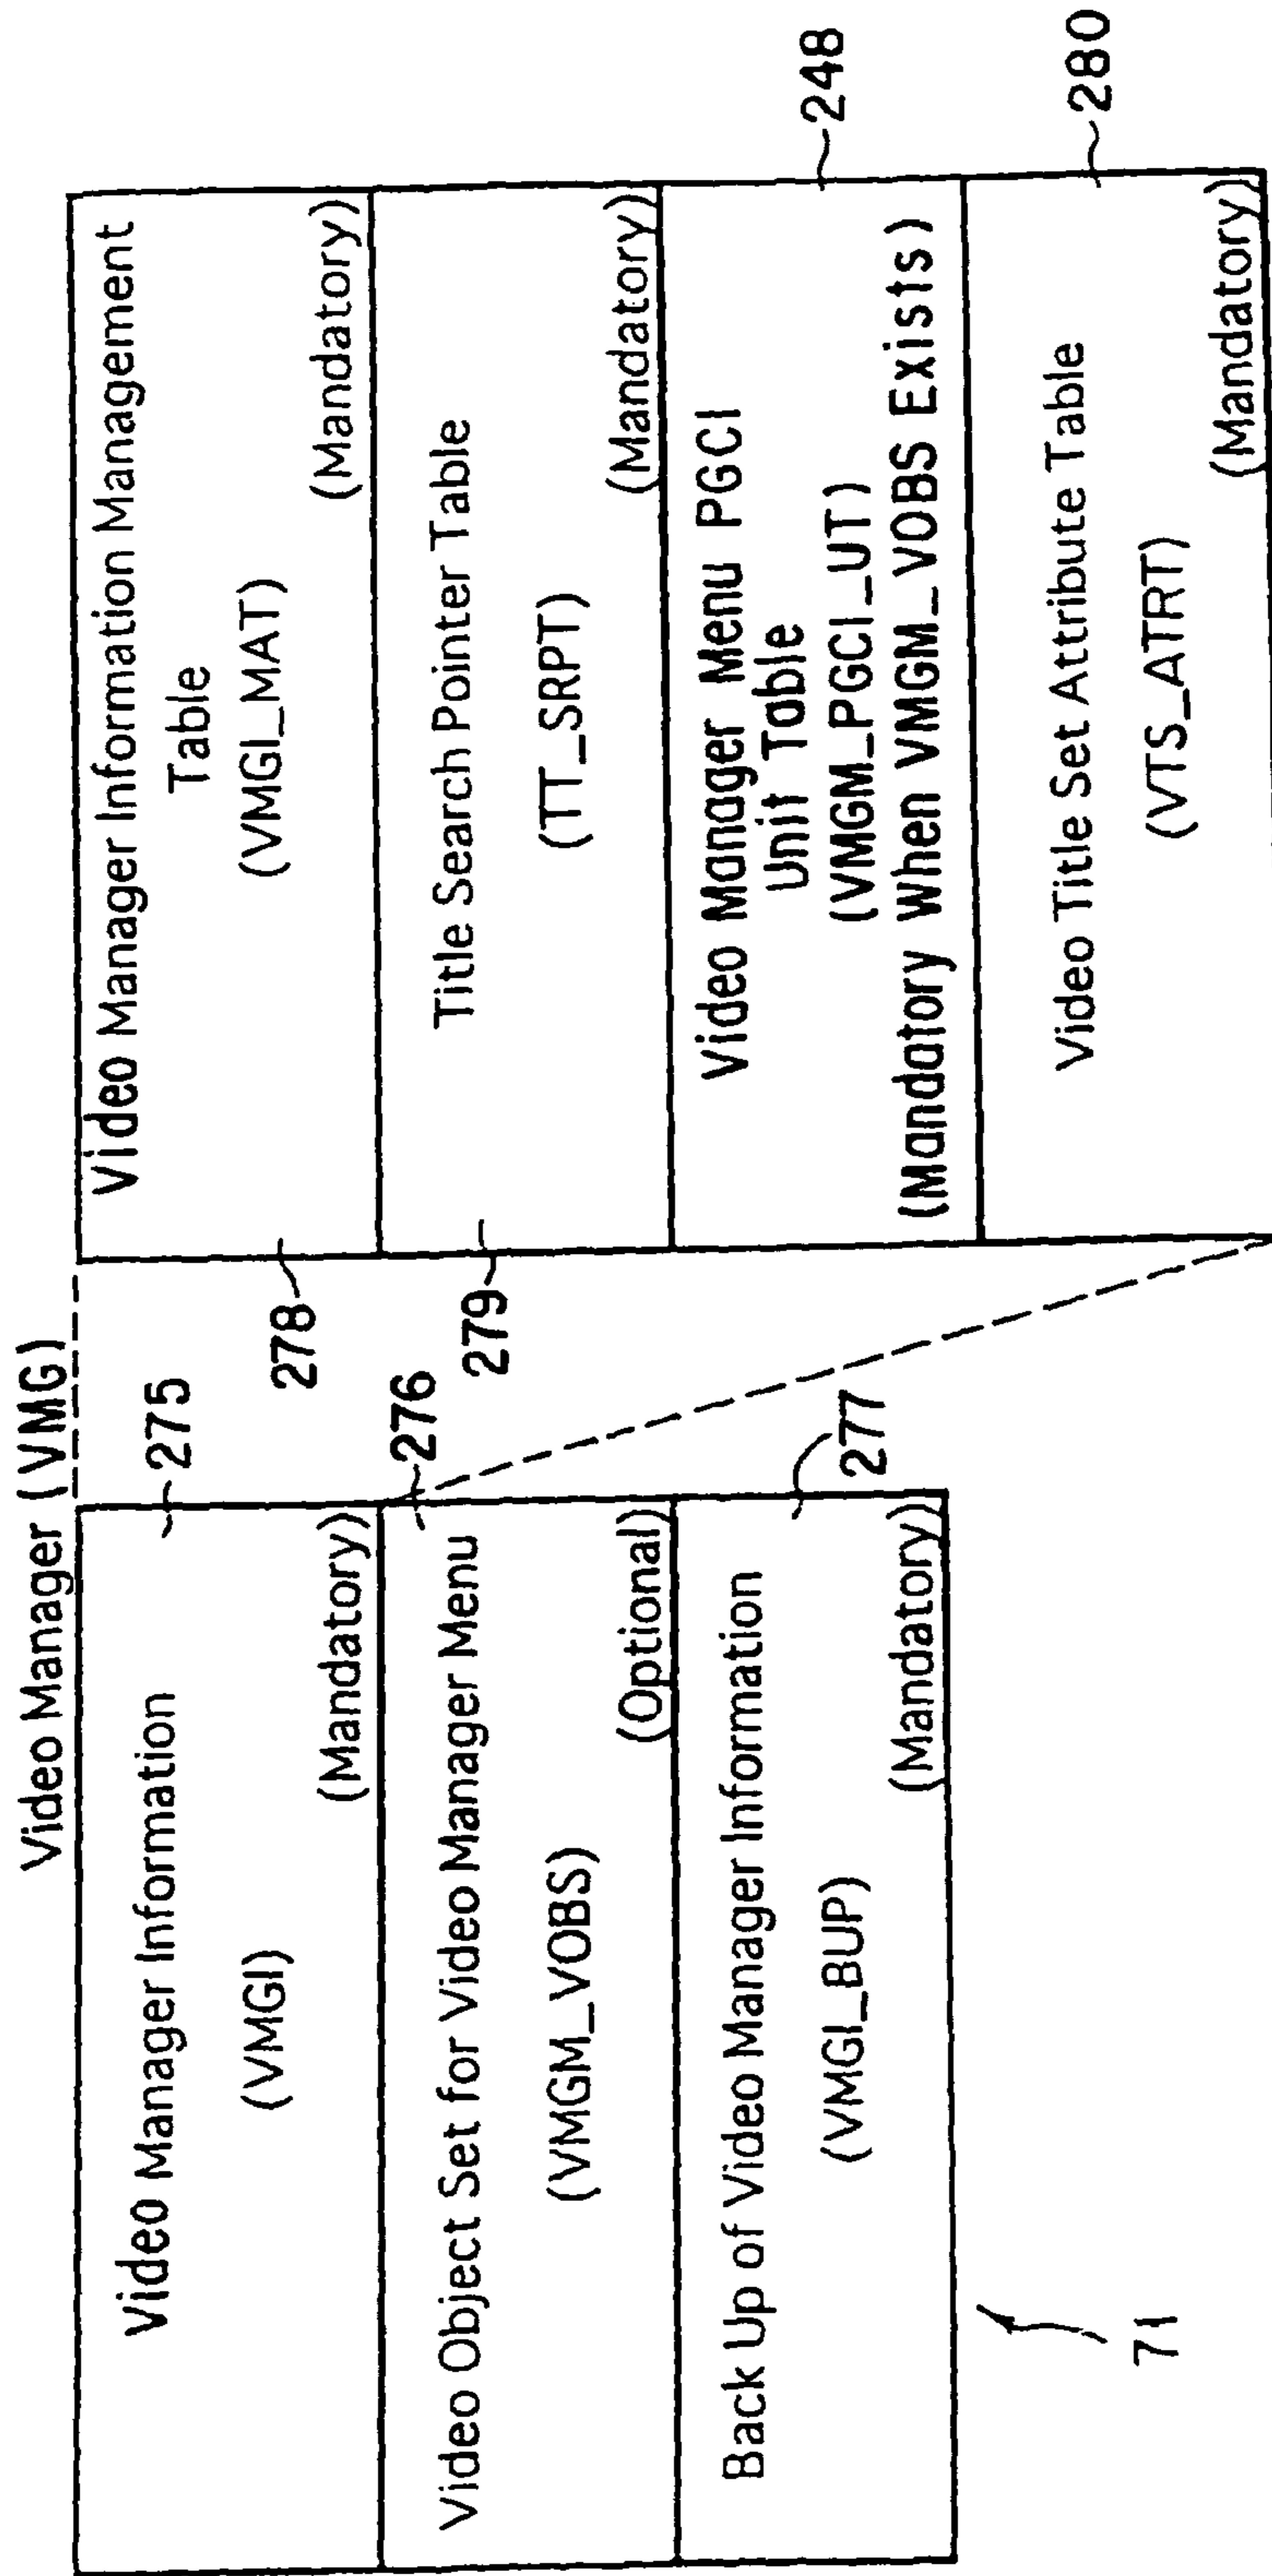 Video Manager (VMG)
275
Video Manager Information
(VMGI)
(Mandatory)
276
Video Object Set for Video Manager Menu
(VMGM_VOBS)
(Optional)
277
Back Up of Video Manager Information
(VMGI_BUP)
(Mandatory)
71
278
Video Manager Information Management
Table
(VMGI_MAT)
(Mandatory)
279
Title Search Pointer Table
(TT_SRPT)
(Mandatory)
248
Video Manager Menu PGCI
Unit Table
(VMGM_PGCI_UT)
(Mandatory When VMGM_VOBS Exists)
280
Video Title Set Attribute Table
(VTS_ATRT)
(Mandatory)